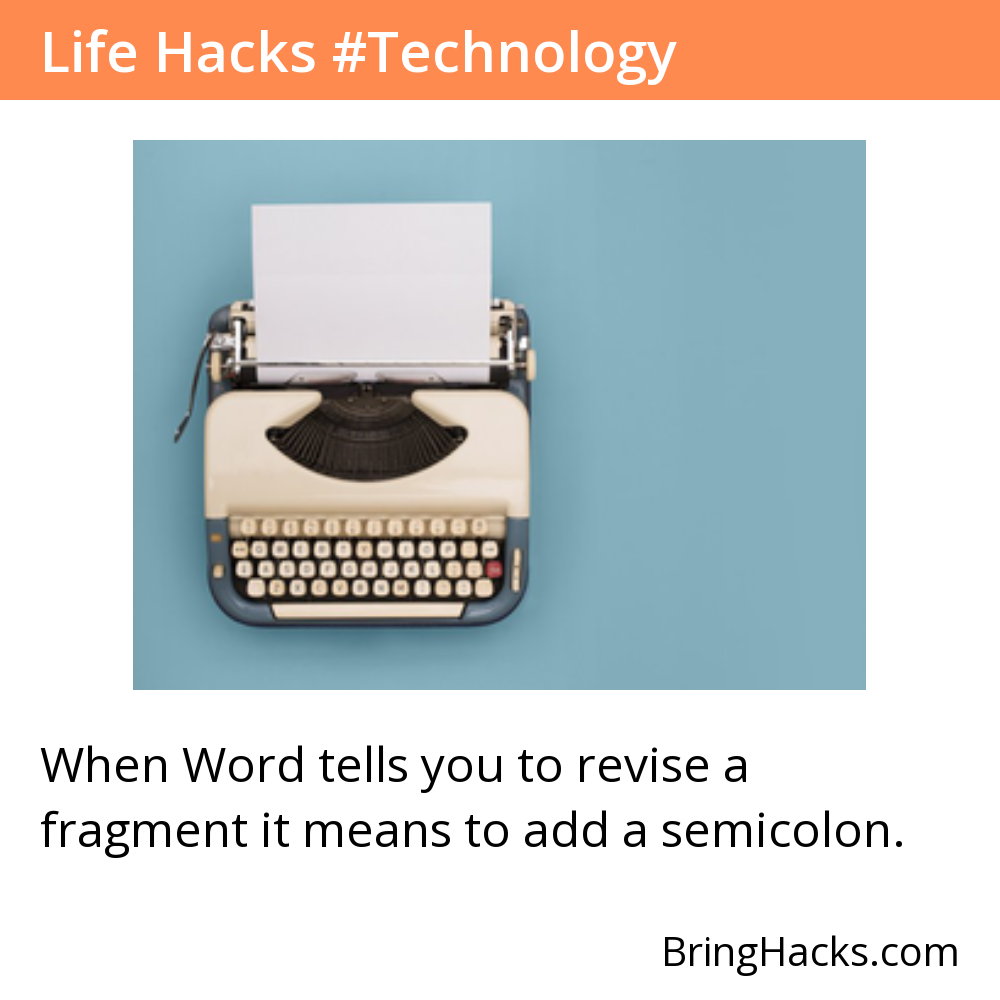 Life Hacks #Technology
When Word tells you to revise a
fragment it means to add a semicolon.
BringHacks.com